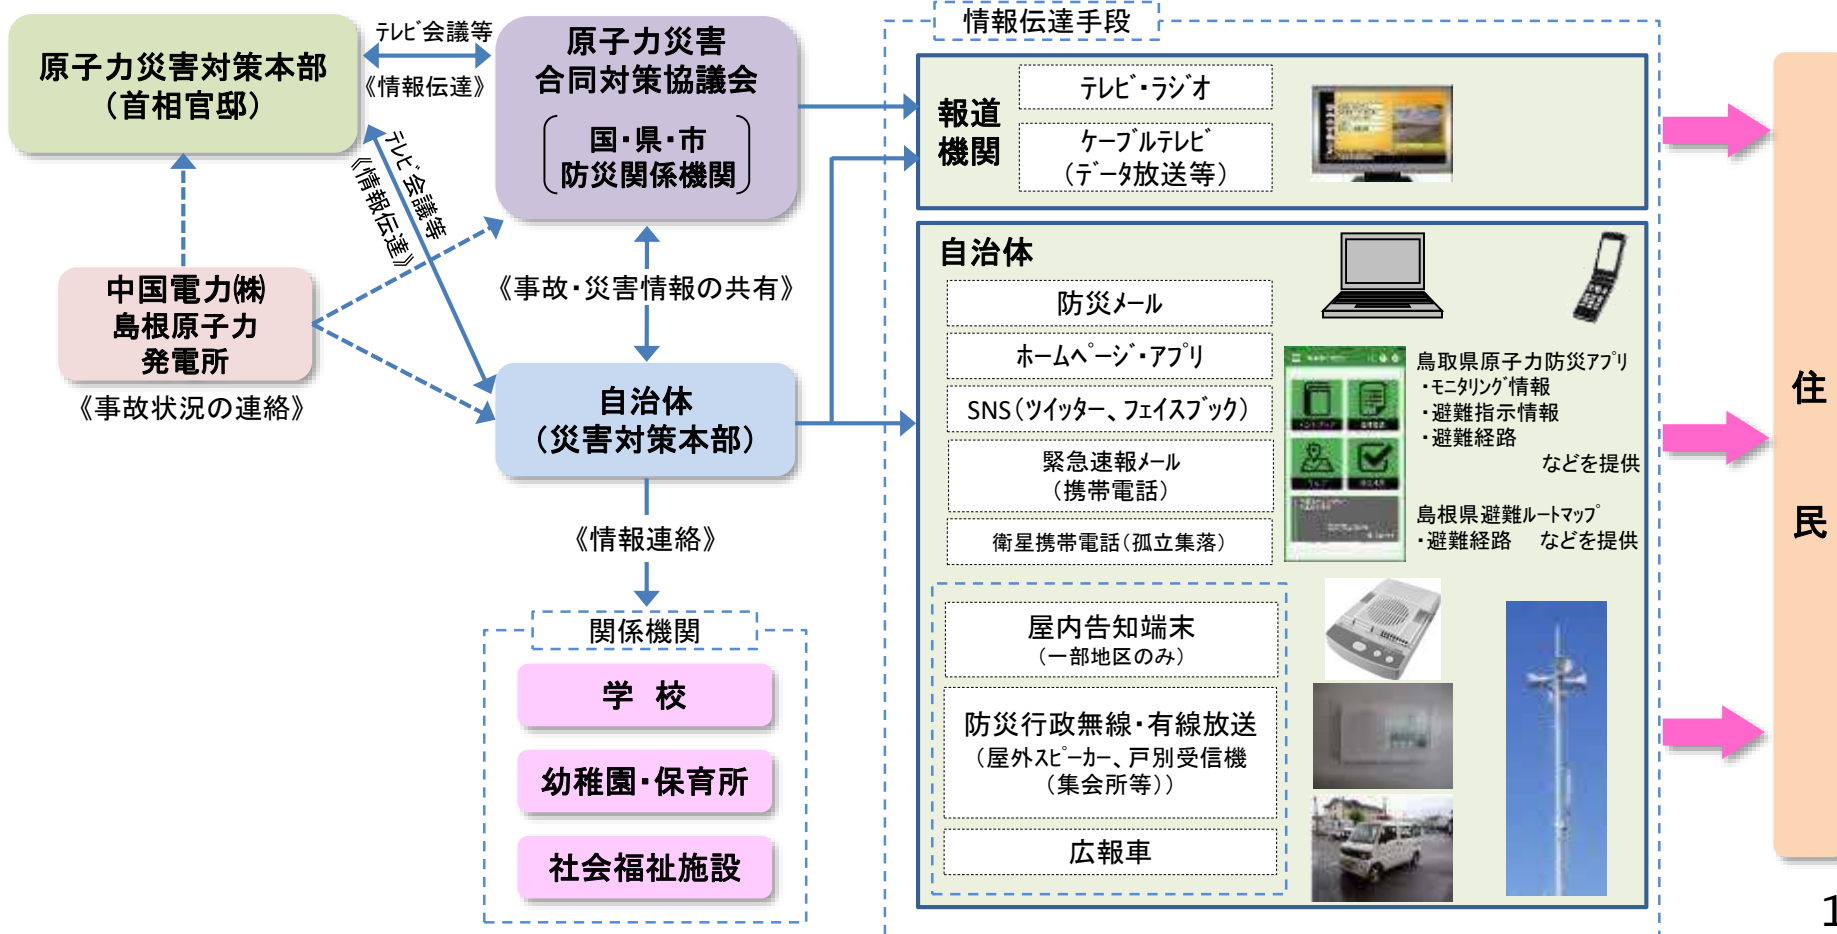 原子力災害対策本部
（首相官邸）
テレビ会議等
《情報伝達》
原子力災害
合同対策協議会
国・県・市
防災関係機関
テレビ会議等
《情報伝達》
中国電力㈱
島根原子力
発電所
《事故状況の連絡》
《事故・災害情報の共有》
自治体
（災害対策本部）
《情報連絡》
関係機関
学　校
幼稚園・保育所
社会福祉施設
情報伝達手段
報道
機関
テレビ・ラジオ
ケーブルテレビ
（データ放送等）
自治体
防災メール
ホームページ・アプリ
SNS（ツイッター、フェイスブック）
緊急速報メール
（携帯電話）
衛星携帯電話（孤立集落）
鳥取県原子力防災アプリ
・モニタリング情報
・避難指示情報
・避難経路
などを提供
島根県避難ルートマップ
・避難経路　などを提供
屋内告知端末
（一部地区のみ）
防災行政無線・有線放送
（屋外スピーカー、戸別受信機
（集会所等））
広報車
住
民
1